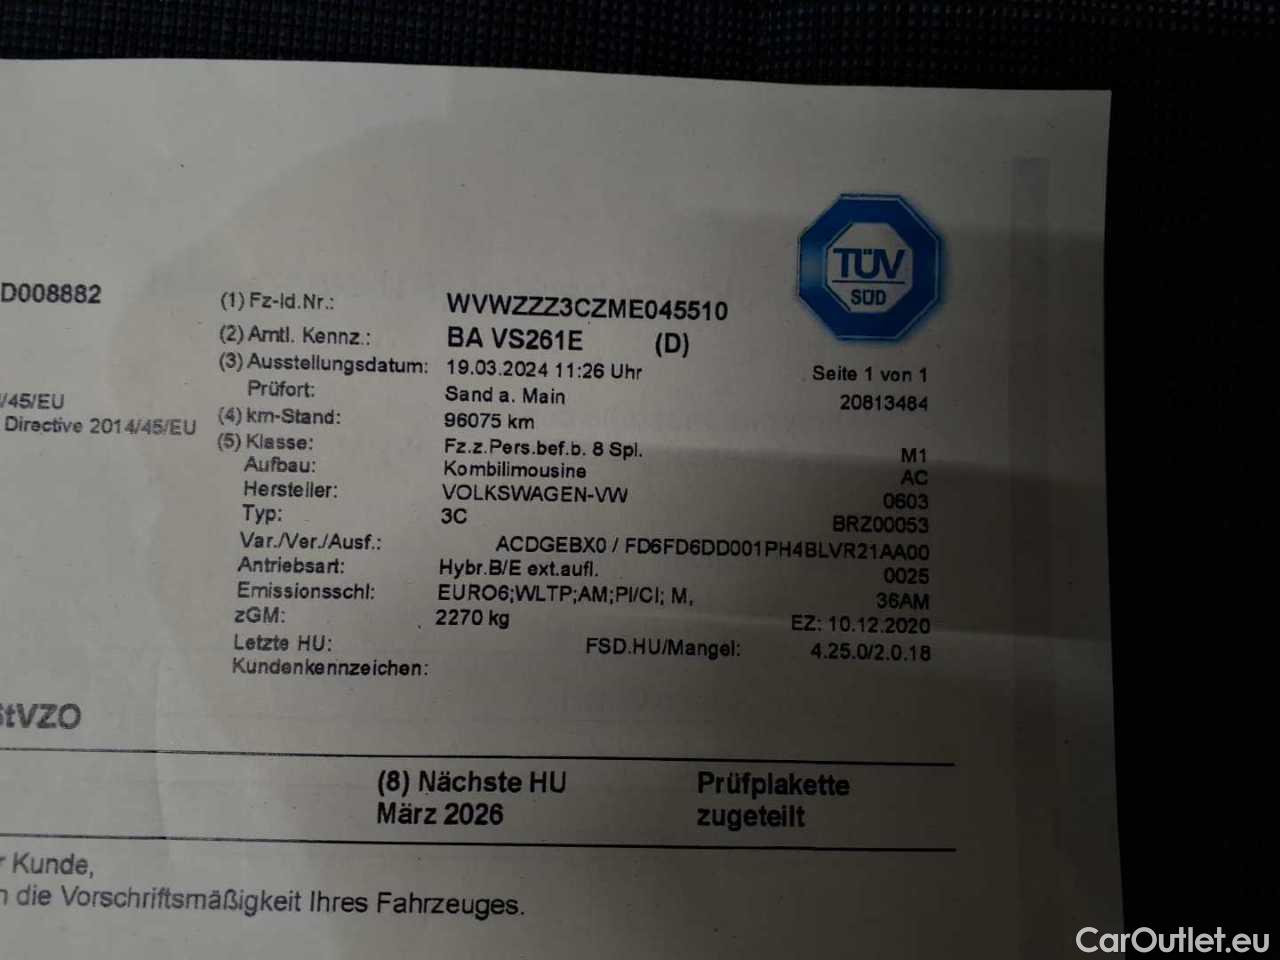 TÜV
SÜD
D008882
(1) Fz-Id.Nr.: WVWZZZ3CZME045510
(2) Amtl. Kennz.: BA VS261E (D)
(3) Ausstellungsdatum: 19.03.2024 11:26 Uhr Seite 1 von 1
Prüfort: Sand a. Main 20813484
/45/EU
(4) km-Stand: 96075 km
Directive 2014/45/EU
(5) Klasse: Fz.z.Pers.bef.b. 8 Spl. M1
Aufbau: Kombilimousine AC
Hersteller: VOLKSWAGEN-VW 0603
Typ: 3C BRZ00053
Var./Ver./Ausf.: ACDGEBX0 / FD6FD6DD001PH4BLVR21AA00
Antriebsart: Hybr.B/E ext.aufl. 0025
Emissionsschl: EURO6;WLTP;AM;PI/CI; M, 36AM
zGM: 2270 kg EZ: 10.12.2020
Letzte HU: FSD.HU/Mangel: 4.25.0/2.0.18
Kundenkennzeichen:
StVZO
(8) Nächste HU Prüfplakette
März 2026 zugeteilt
r Kunde,
n die Vorschriftsmäßigkeit Ihres Fahrzeuges.
CarOutlet.eu